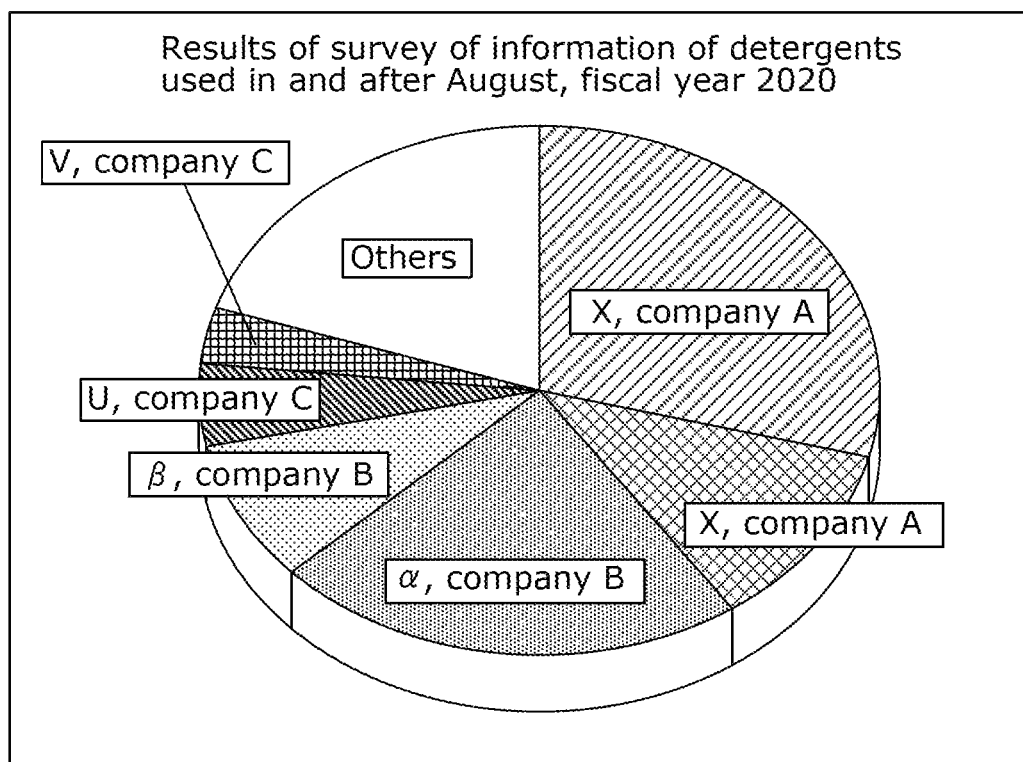 Results of survey of information of detergents
used in and after August, fiscal year 2020
V, company C
Others
X, company A
U, company C
β, company B
X, company A
α, company B